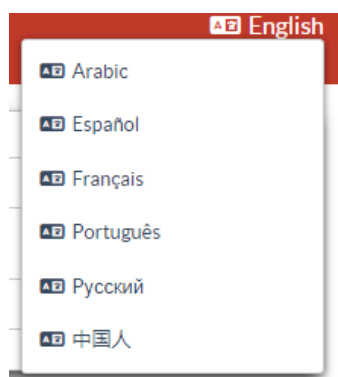 English
Arabic
Español
Français
Português
Русский
中国人